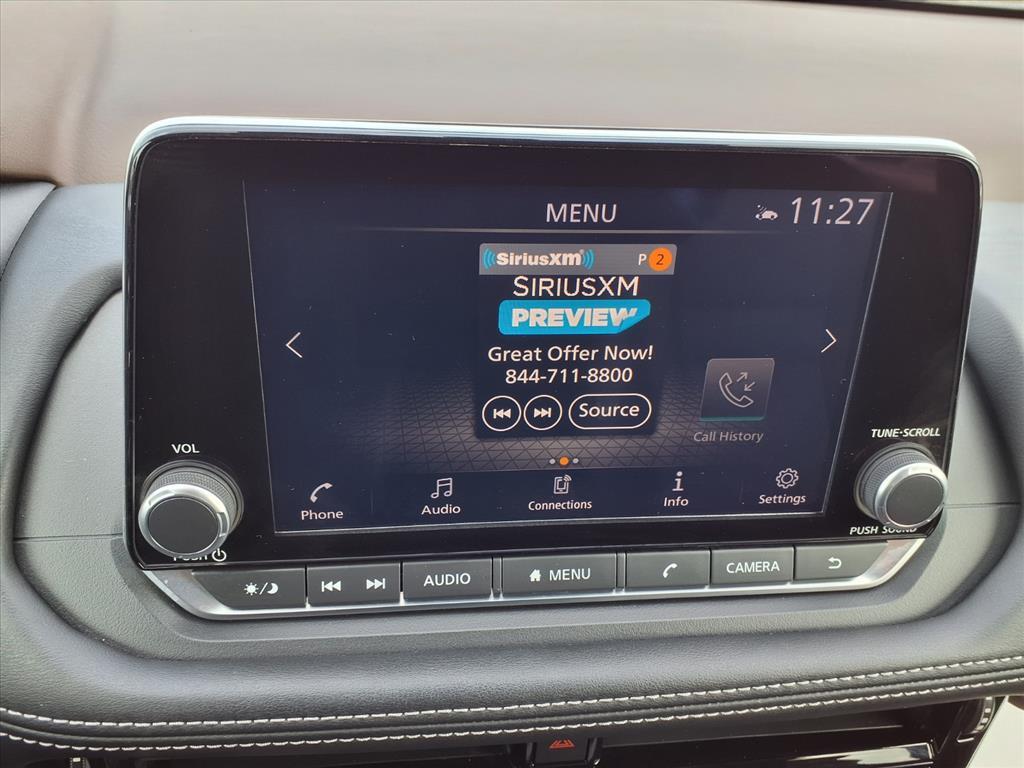 MENU 11:27
SiriusXM P 2
SIRIUSXM
PREVIEW
Great Offer Now!
844-711-8800
Source
Call History
Phone Audio Connections Info Settings
VOL
TUNE·SCROLL
PUSH
PUSH SOUND
AUDIO MENU CAMERA